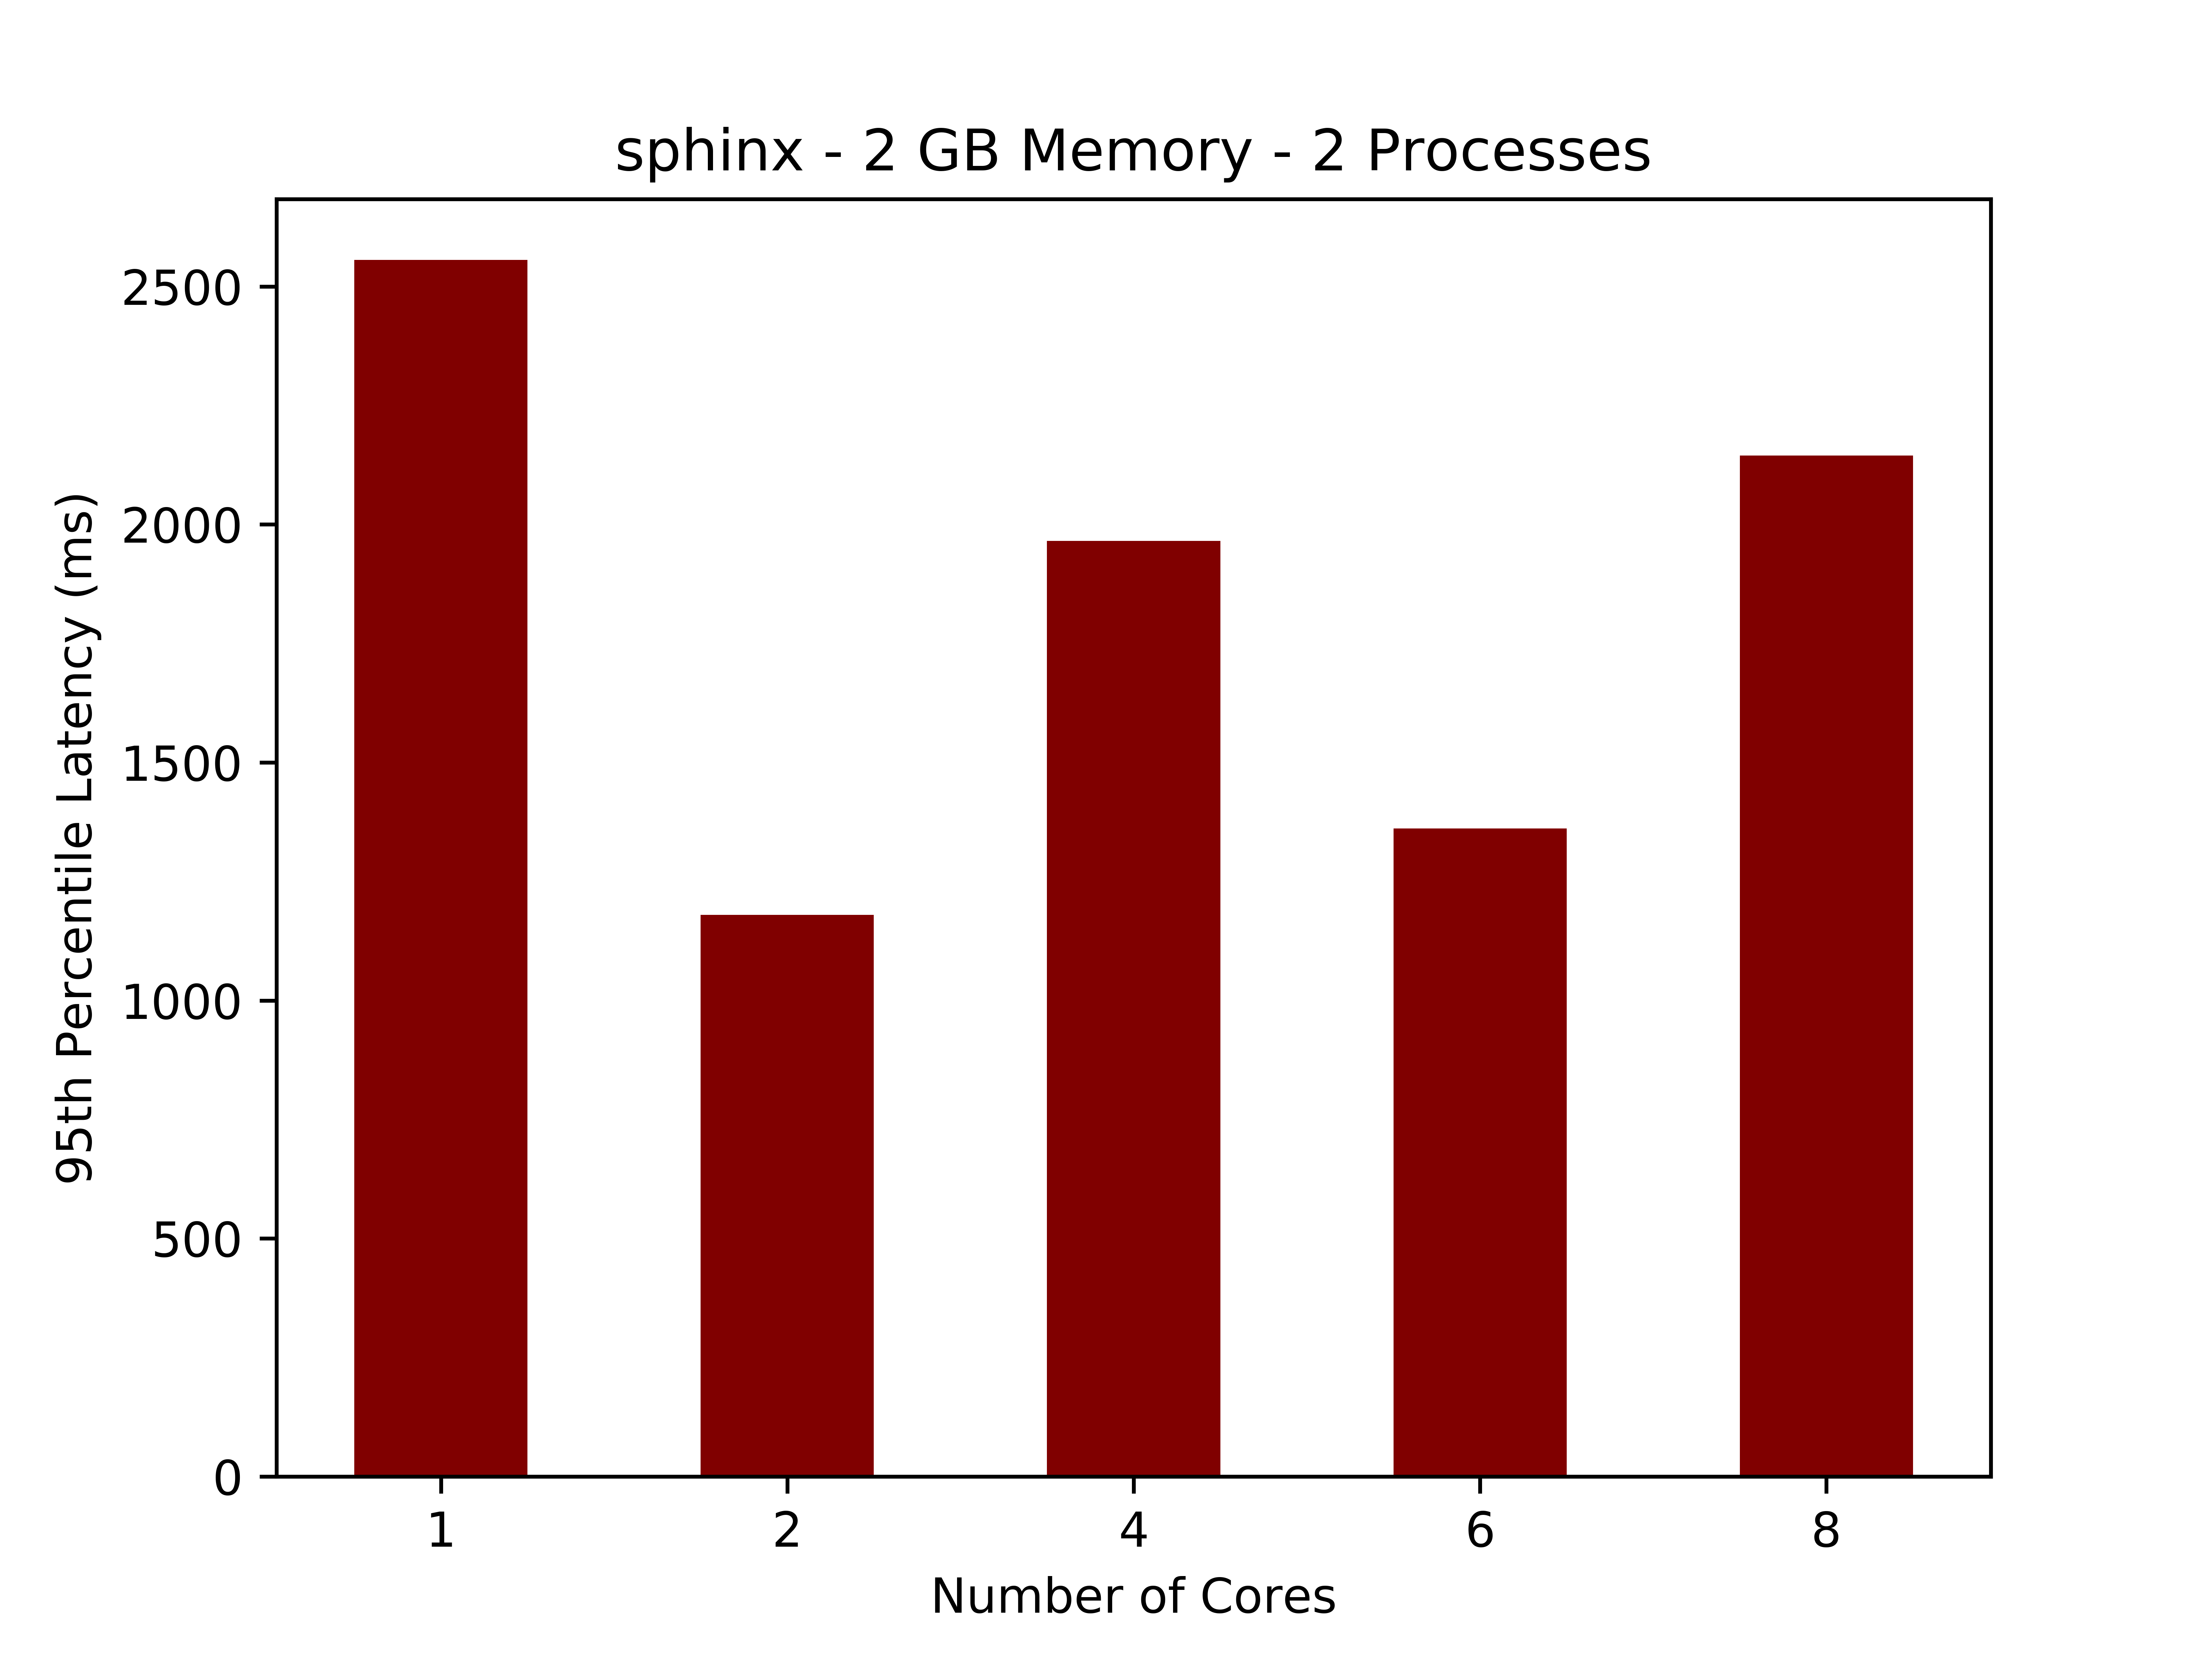 sphinx - 2 GB Memory - 2 Processes
95th Percentile Latency (ms)
2500
2000
1500
1000
500
0
1 2 4 6 8
Number of Cores